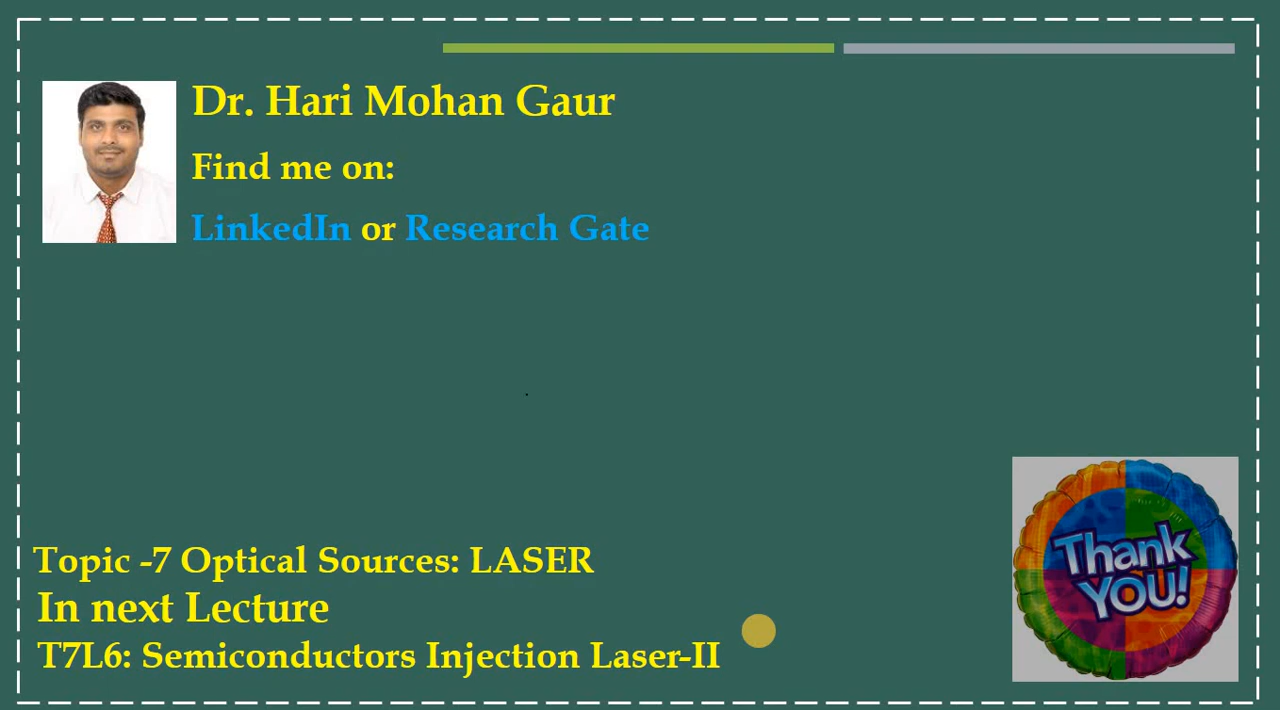 Dr. Hari Mohan Gaur
Find me on:
LinkedIn or Research Gate
Thank
YOU!
Topic -7 Optical Sources: LASER
In next Lecture
T7L6: Semiconductors Injection Laser-II